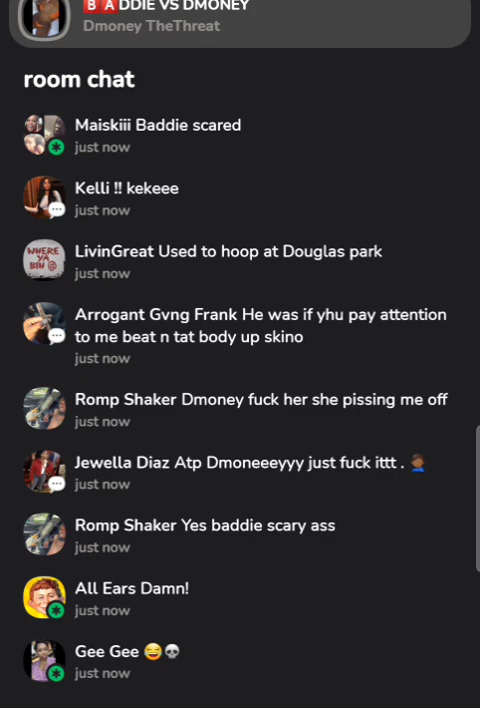 BADDIE VS DMONEY
Dmoney TheThreat
room chat
Maiskiii Baddie scared
just now
Kelli !! kekeee
just now
WHERE
YA
BTH @
LivinGreat Used to hoop at Douglas park
just now
Arrogant Gvng Frank He was if yhu pay attention
to me beat n tat body up skino
just now
Romp Shaker Dmoney fuck her she pissing me off
just now
Jewella Diaz Atp Dmoneeeyyy just fuck ittt . 🤦🏾‍♂️
just now
Romp Shaker Yes baddie scary ass
just now
All Ears Damn!
just now
Gee Gee 😂💀
just now